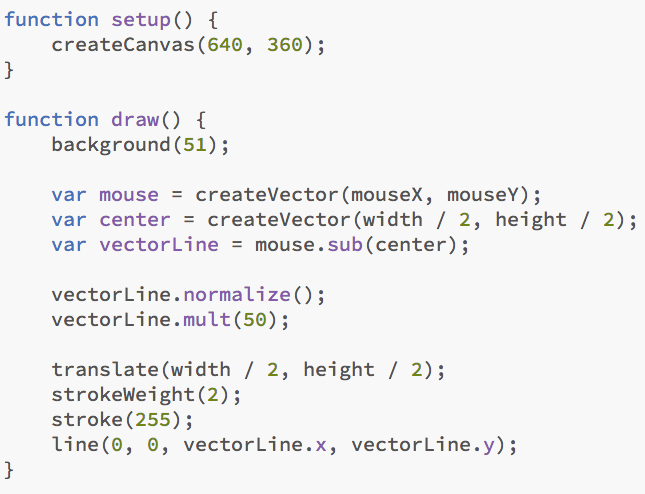 function setup() {
    createCanvas(640, 360);
}

function draw() {
    background(51);

    var mouse = createVector(mouseX, mouseY);
    var center = createVector(width / 2, height / 2);
    var vectorLine = mouse.sub(center);

    vectorLine.normalize();
    vectorLine.mult(50);

    translate(width / 2, height / 2);
    strokeWeight(2);
    stroke(255);
    line(0, 0, vectorLine.x, vectorLine.y);
}